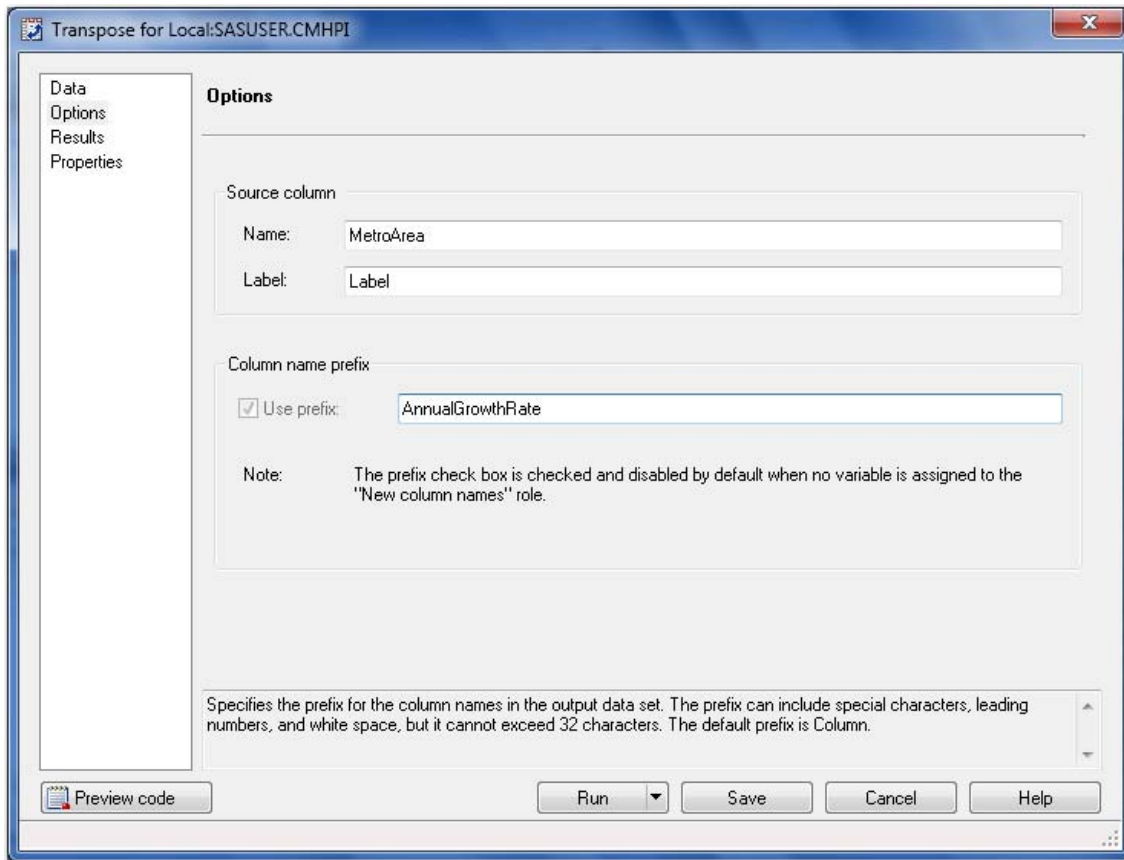 Transpose for Local:SASUSER.CMHPI
Data
Options
Results
Properties
Options
Source column
Name: MetroArea
Label: Label
Column name prefix
Use prefix: AnnualGrowthRate
Note: The prefix check box is checked and disabled by default when no variable is assigned to the
"New column names" role.
Specifies the prefix for the column names in the output data set. The prefix can include special characters, leading
numbers, and white space, but it cannot exceed 32 characters. The default prefix is Column.
Preview code Run Save Cancel Help